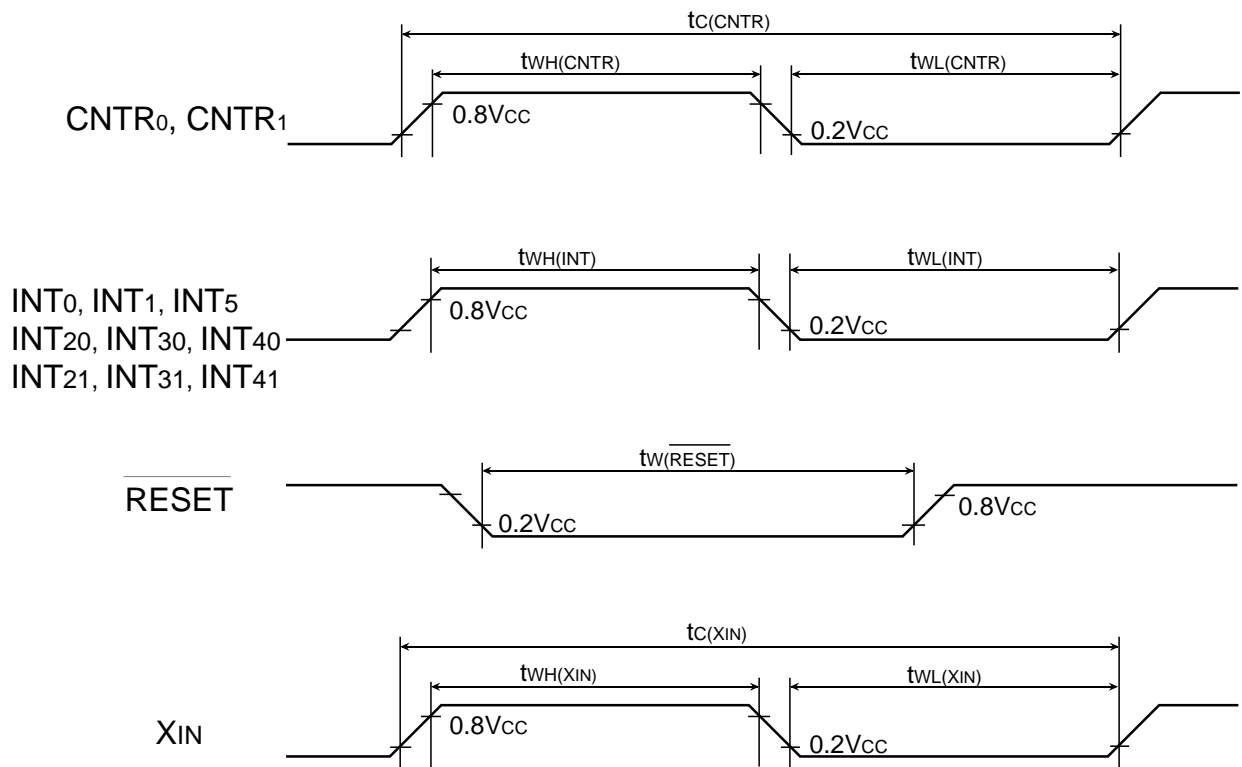 tC(CNTR)
tWH(CNTR)
tWL(CNTR)
CNTR0, CNTR1
0.8VCC
0.2VCC
tWH(INT)
tWL(INT)
INT0, INT1, INT5
INT20, INT30, INT40
INT21, INT31, INT41
0.8VCC
0.2VCC
tW(RESET)
RESET
0.2VCC
0.8VCC
tC(XIN)
tWH(XIN)
tWL(XIN)
XIN
0.8VCC
0.2VCC